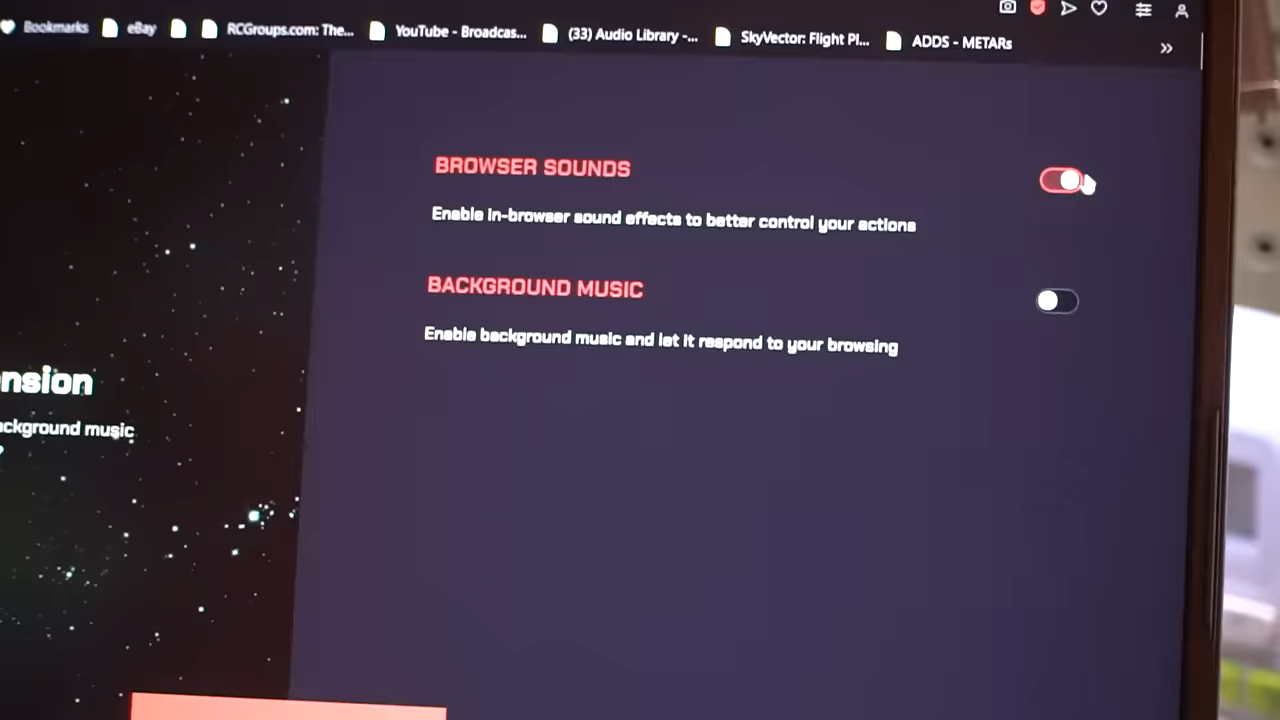 Bookmarks eBay RCGroups.com: The... YouTube - Broadcas... (33) Audio Library -... SkyVector: Flight Pl... ADDS - METARs »
BROWSER SOUNDS
Enable in-browser sound effects to better control your actions
BACKGROUND MUSIC
Enable background music and let it respond to your browsing
nsion
ackground music